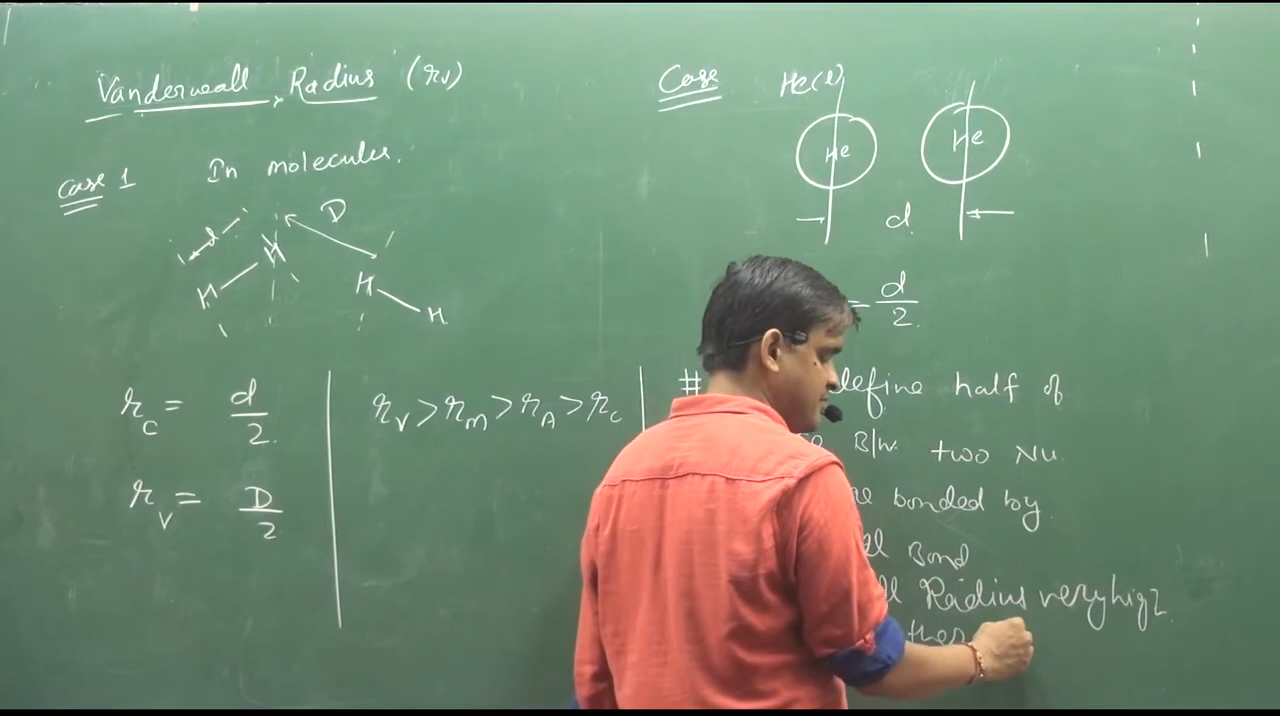 Vanderwall Radius (rv)
Case 1 In molecules.
d
D
H
H
H
H
rc = d/2.
rv = D/2
rv > rm > rA > rc
Case He(l)
He He
d
= d/2.
# define half of
B/w. two Nu.
bonded by
Bond
Radius very high